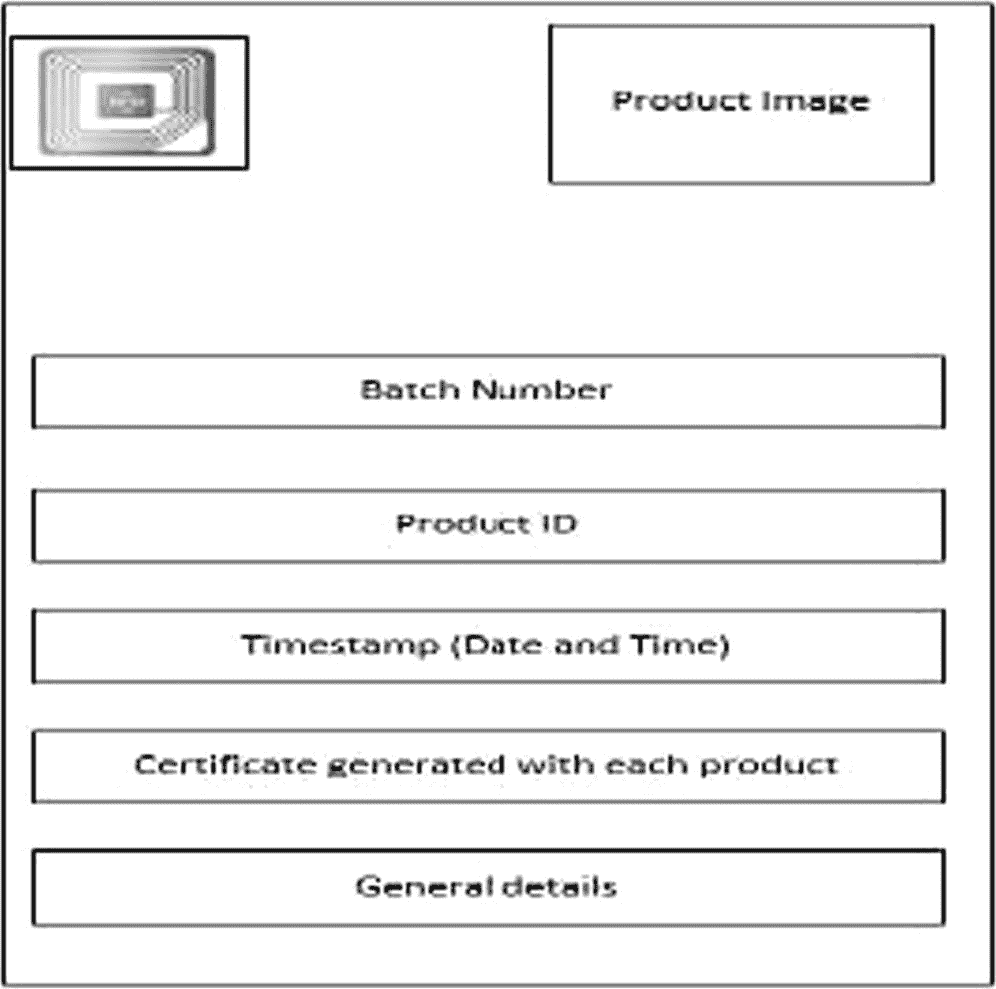 Product Image
Batch Number
Product ID
Timestamp (Date and Time)
Certificate generated with each product
General details